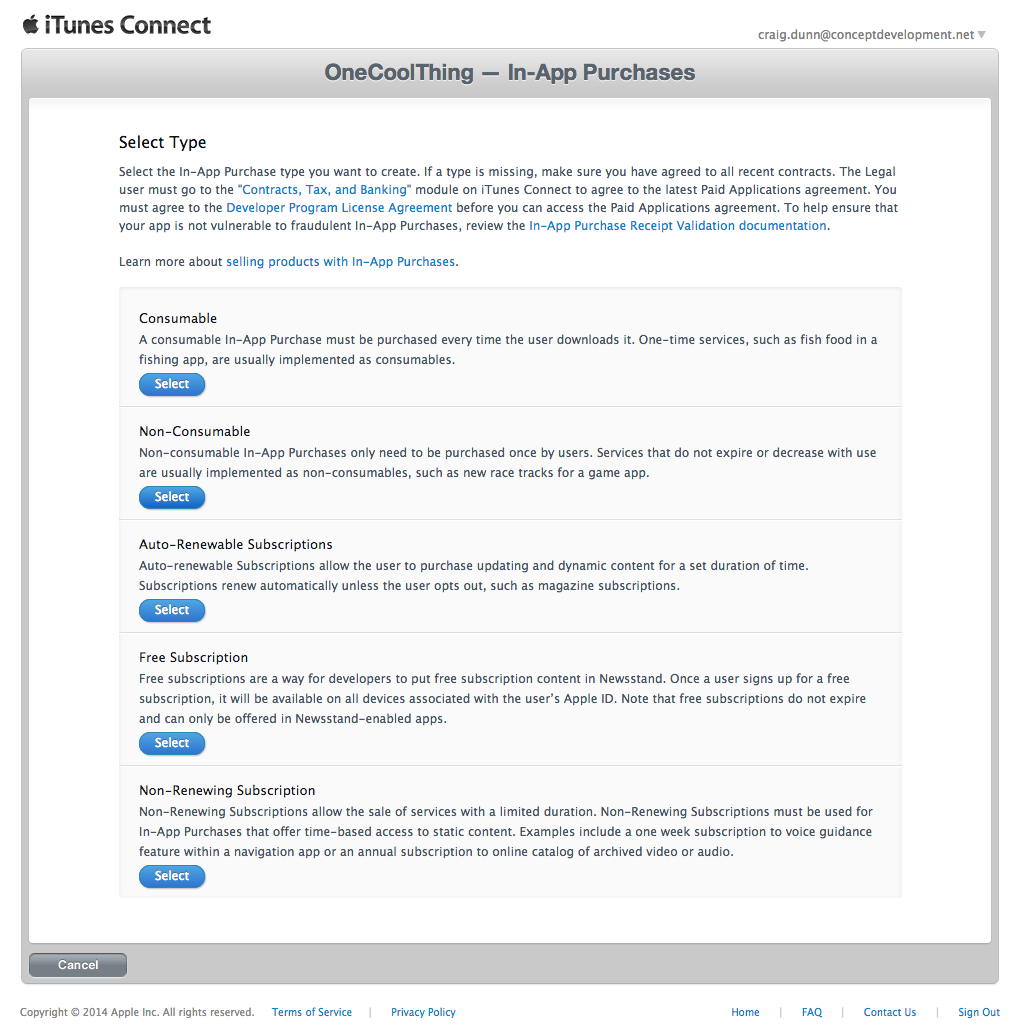 iTunes Connect
craig.dunn@conceptdevelopment.net
OneCoolThing — In-App Purchases
Select Type
Select the In-App Purchase type you want to create. If a type is missing, make sure you have agreed to all recent contracts. The Legal
user must go to the "Contracts, Tax, and Banking" module on iTunes Connect to agree to the latest Paid Applications agreement. You
must agree to the Developer Program License Agreement before you can access the Paid Applications agreement. To help ensure that
your app is not vulnerable to fraudulent In-App Purchases, review the In-App Purchase Receipt Validation documentation.
Learn more about selling products with In-App Purchases.
Consumable
A consumable In-App Purchase must be purchased every time the user downloads it. One-time services, such as fish food in a
fishing app, are usually implemented as consumables.
Select
Non-Consumable
Non-consumable In-App Purchases only need to be purchased once by users. Services that do not expire or decrease with use
are usually implemented as non-consumables, such as new race tracks for a game app.
Select
Auto-Renewable Subscriptions
Auto-renewable Subscriptions allow the user to purchase updating and dynamic content for a set duration of time.
Subscriptions renew automatically unless the user opts out, such as magazine subscriptions.
Select
Free Subscription
Free subscriptions are a way for developers to put free subscription content in Newsstand. Once a user signs up for a free
subscription, it will be available on all devices associated with the user's Apple ID. Note that free subscriptions do not expire
and can only be offered in Newsstand-enabled apps.
Select
Non-Renewing Subscription
Non-Renewing Subscriptions allow the sale of services with a limited duration. Non-Renewing Subscriptions must be used for
In-App Purchases that offer time-based access to static content. Examples include a one week subscription to voice guidance
feature within a navigation app or an annual subscription to online catalog of archived video or audio.
Select
Cancel
Copyright © 2014 Apple Inc. All rights reserved. Terms of Service | Privacy Policy Home | FAQ | Contact Us | Sign Out